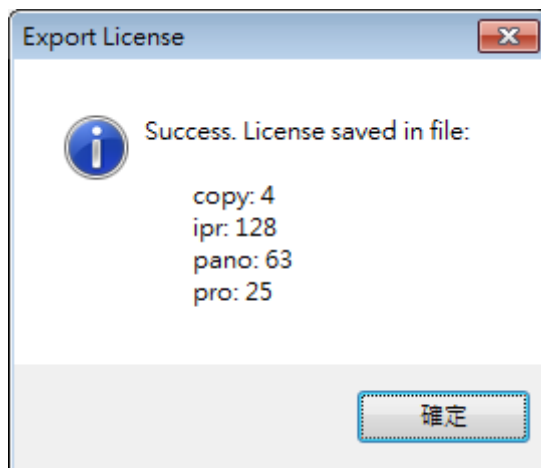 Export License
Success. License saved in file:
copy: 4
ipr: 128
pano: 63
pro: 25
確定